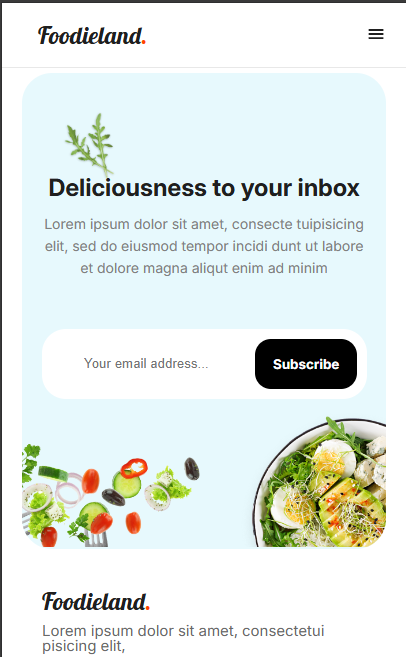 Foodieland.
Deliciousness to your inbox
Lorem ipsum dolor sit amet, consecte tuipisicing
elit, sed do eiusmod tempor incidi dunt ut labore
et dolore magna aliqut enim ad minim
Your email address...
Subscribe
Foodieland.
Lorem ipsum dolor sit amet, consectetui
pisicing elit,